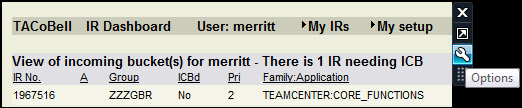 TACoBell IR Dashboard User: merritt My IRs My setup
View of incoming bucket(s) for merritt - There is 1 IR needing ICB
IR No. A Group ICBd Pri Family:Application
1967516 ZZZGBR No 2 TEAMCENTER:CORE_FUNCTIONS
Options